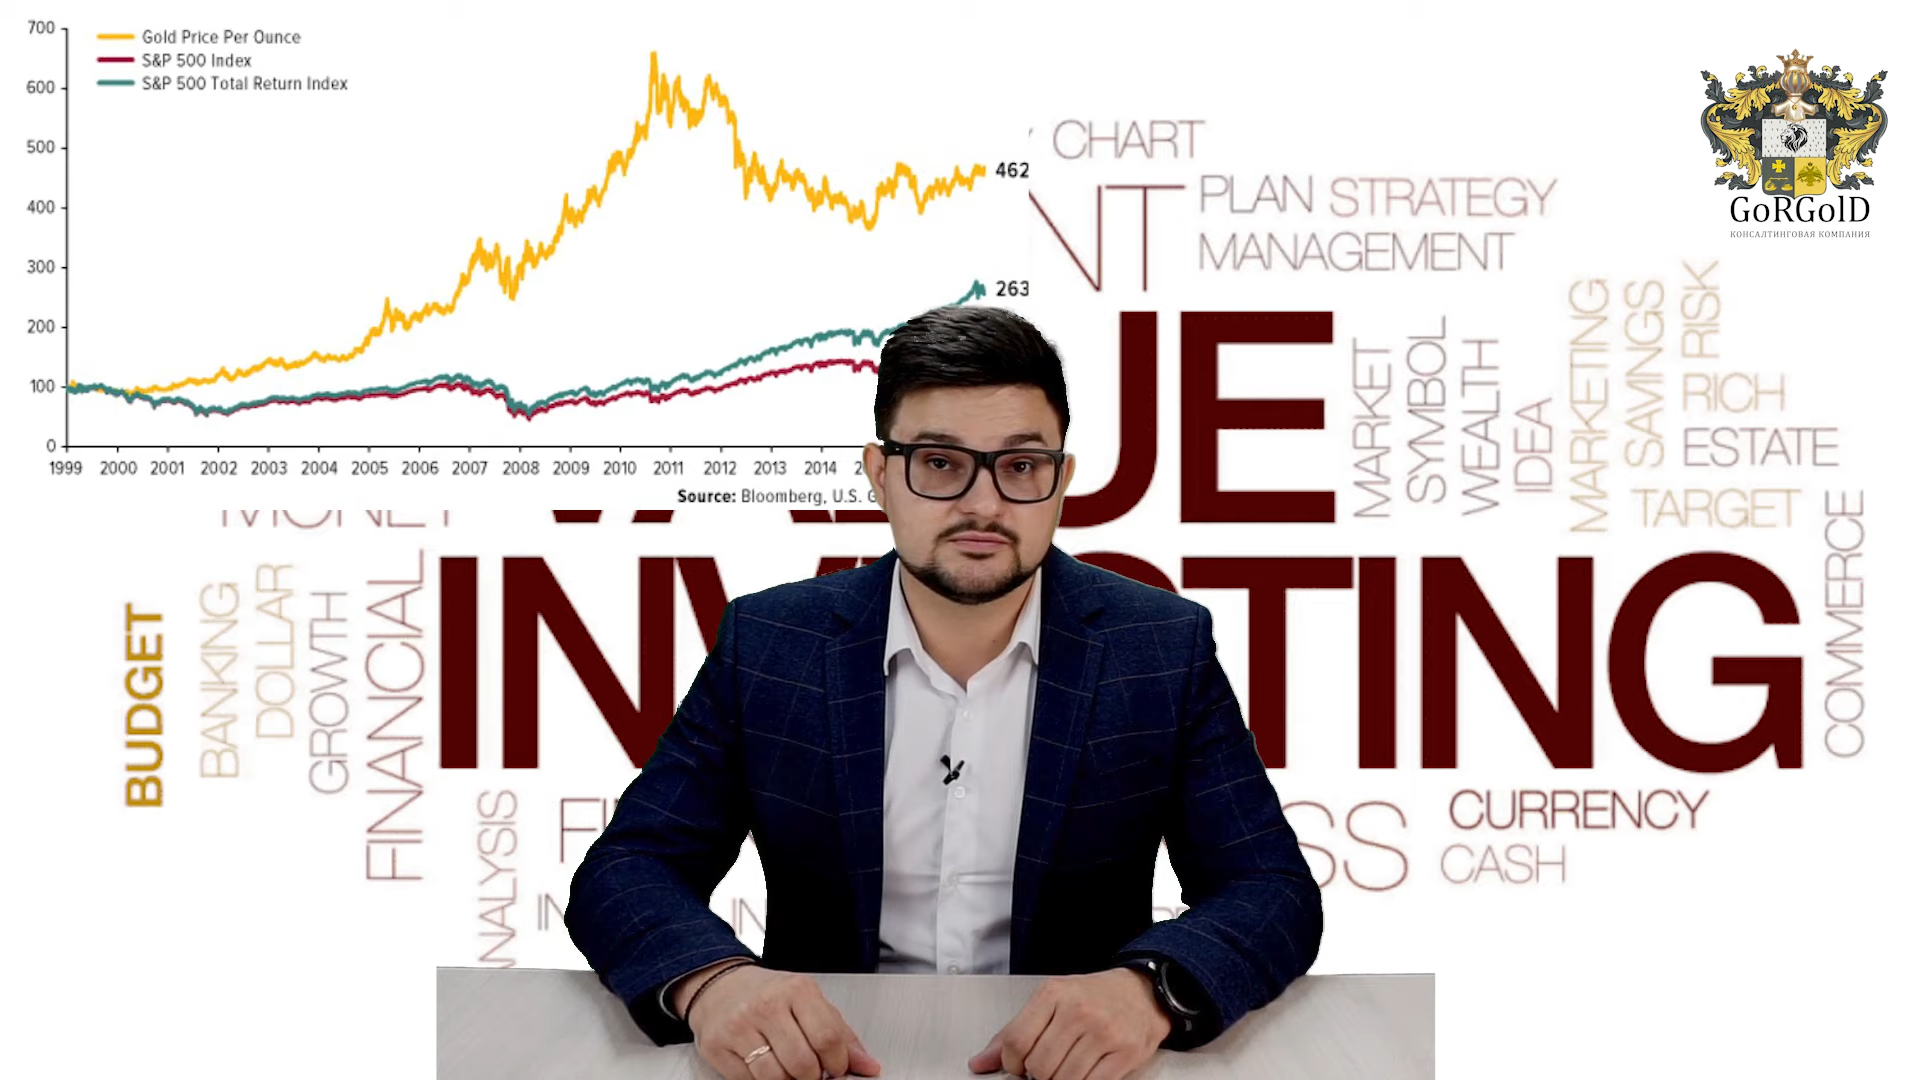 700
Gold Price Per Ounce
S&P 500 Index
S&P 500 Total Return Index
600
500
462
400
300
263
200
100
0
1999 2000 2001 2002 2003 2004 2005 2006 2007 2008 2009 2010 2011 2012 2013 2014
Source: Bloomberg, U.S.
CHART
PLAN STRATEGY
MANAGEMENT
GoRGolD
КОНСАЛТИНГОВАЯ КОМПАНИЯ
MARKET
SYMBOL
WEALTH
IDEA
MARKETING
SAVINGS
RISK
RICH
ESTATE
TARGET
COMMERCE
BUDGET
BANKING
DOLLAR
GROWTH
FINANCIAL
CURRENCY
CASH